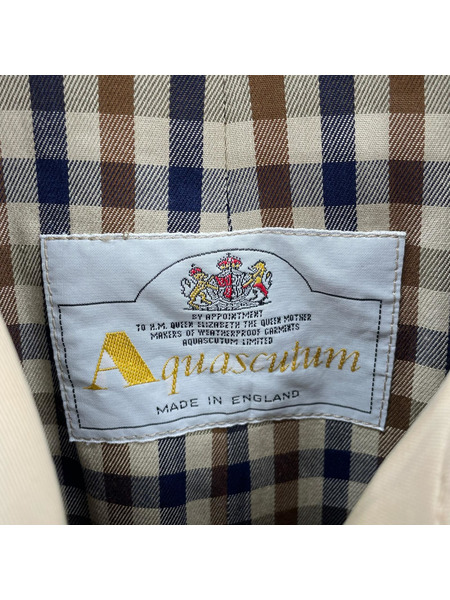 BY APPOINTMENT
TO H.M. QUEEN ELIZABETH THE QUEEN MOTHER
MAKERS OF WEATHERPROOF GARMENTS
AQUASCUTUM LIMITED
Aquascutum
MADE IN ENGLAND